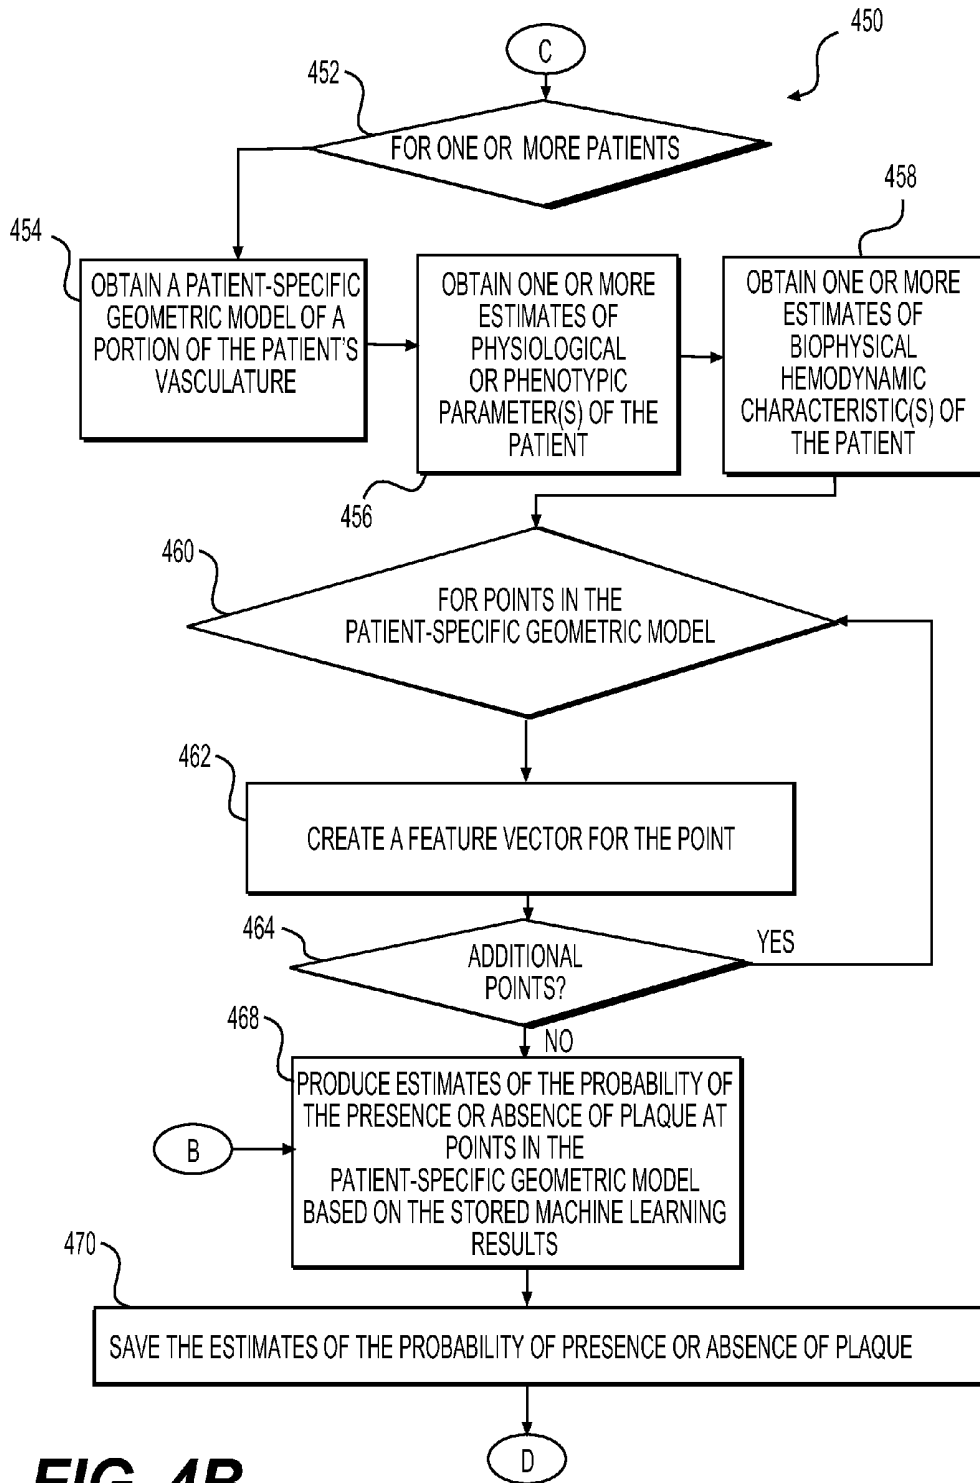 450
C
452
FOR ONE OR MORE PATIENTS
458
454
OBTAIN A PATIENT-SPECIFIC
GEOMETRIC MODEL OF A
PORTION OF THE PATIENT'S
VASCULATURE
OBTAIN ONE OR MORE
ESTIMATES OF
PHYSIOLOGICAL
OR PHENOTYPIC
PARAMETER(S) OF THE
PATIENT
456
OBTAIN ONE OR MORE
ESTIMATES OF
BIOPHYSICAL
HEMODYNAMIC
CHARACTERISTIC(S) OF
THE PATIENT
460
FOR POINTS IN THE
PATIENT-SPECIFIC GEOMETRIC MODEL
462
CREATE A FEATURE VECTOR FOR THE POINT
464
ADDITIONAL
POINTS?
YES
NO
468
PRODUCE ESTIMATES OF THE PROBABILITY OF
THE PRESENCE OR ABSENCE OF PLAQUE AT
POINTS IN THE
PATIENT-SPECIFIC GEOMETRIC MODEL
BASED ON THE STORED MACHINE LEARNING
RESULTS
B
470
SAVE THE ESTIMATES OF THE PROBABILITY OF PRESENCE OR ABSENCE OF PLAQUE
D
FIG. 4B